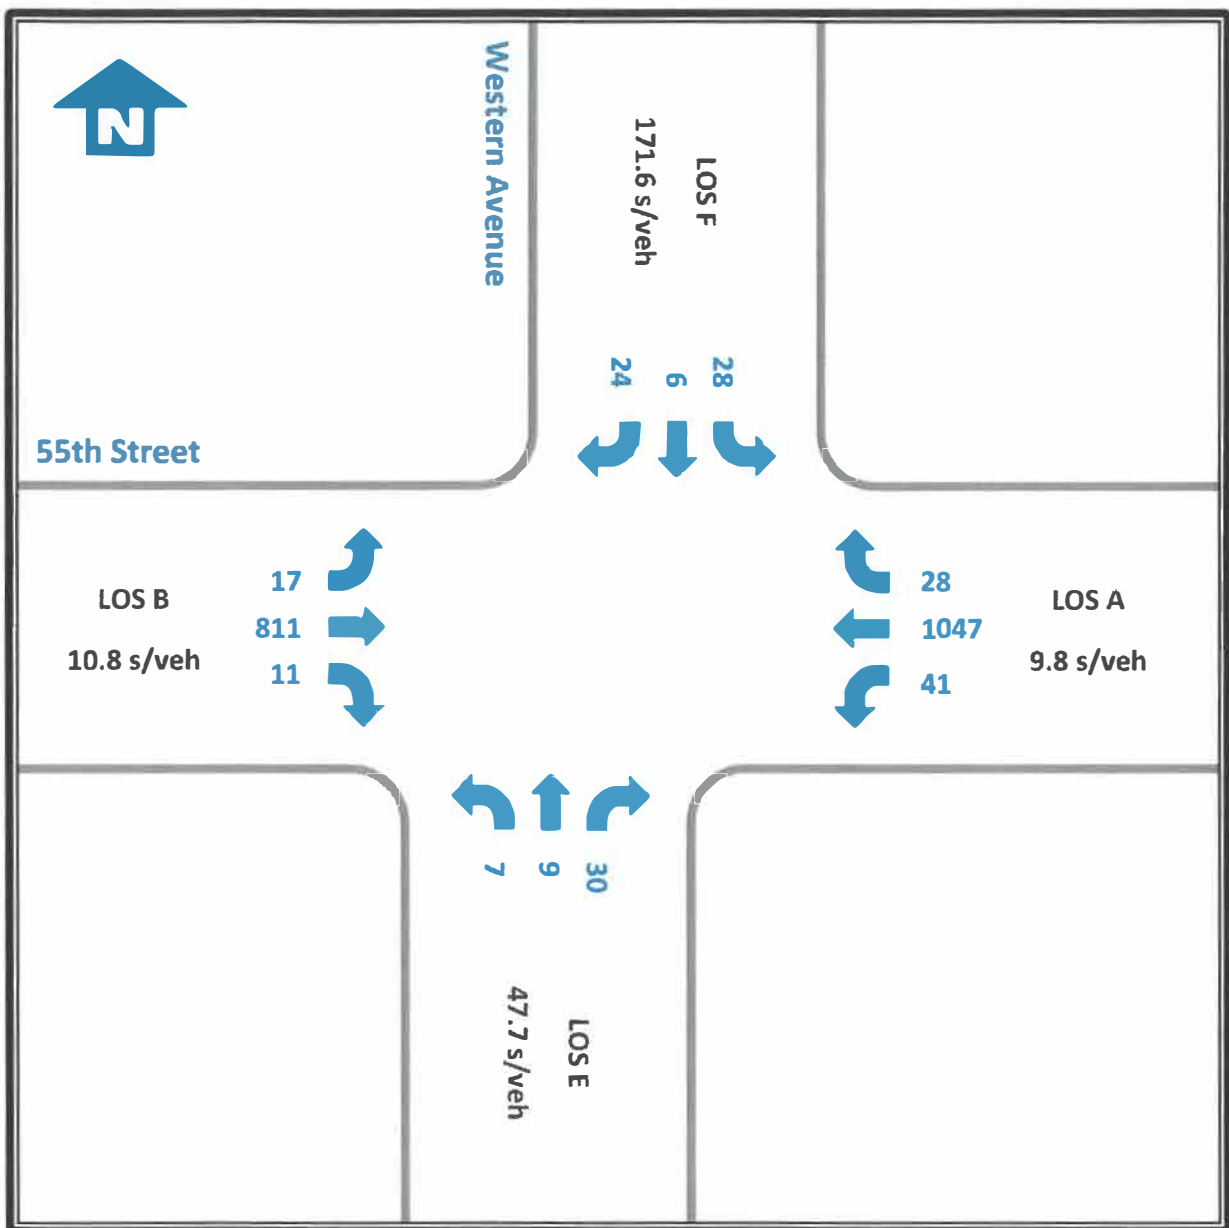 N
Western Avenue
LOS F
171.6 s/veh
24 6 28
55th Street
LOS B
10.8 s/veh
17
811
11
28
1047
41
LOS A
9.8 s/veh
7 9 30
LOS E
47.7 s/veh